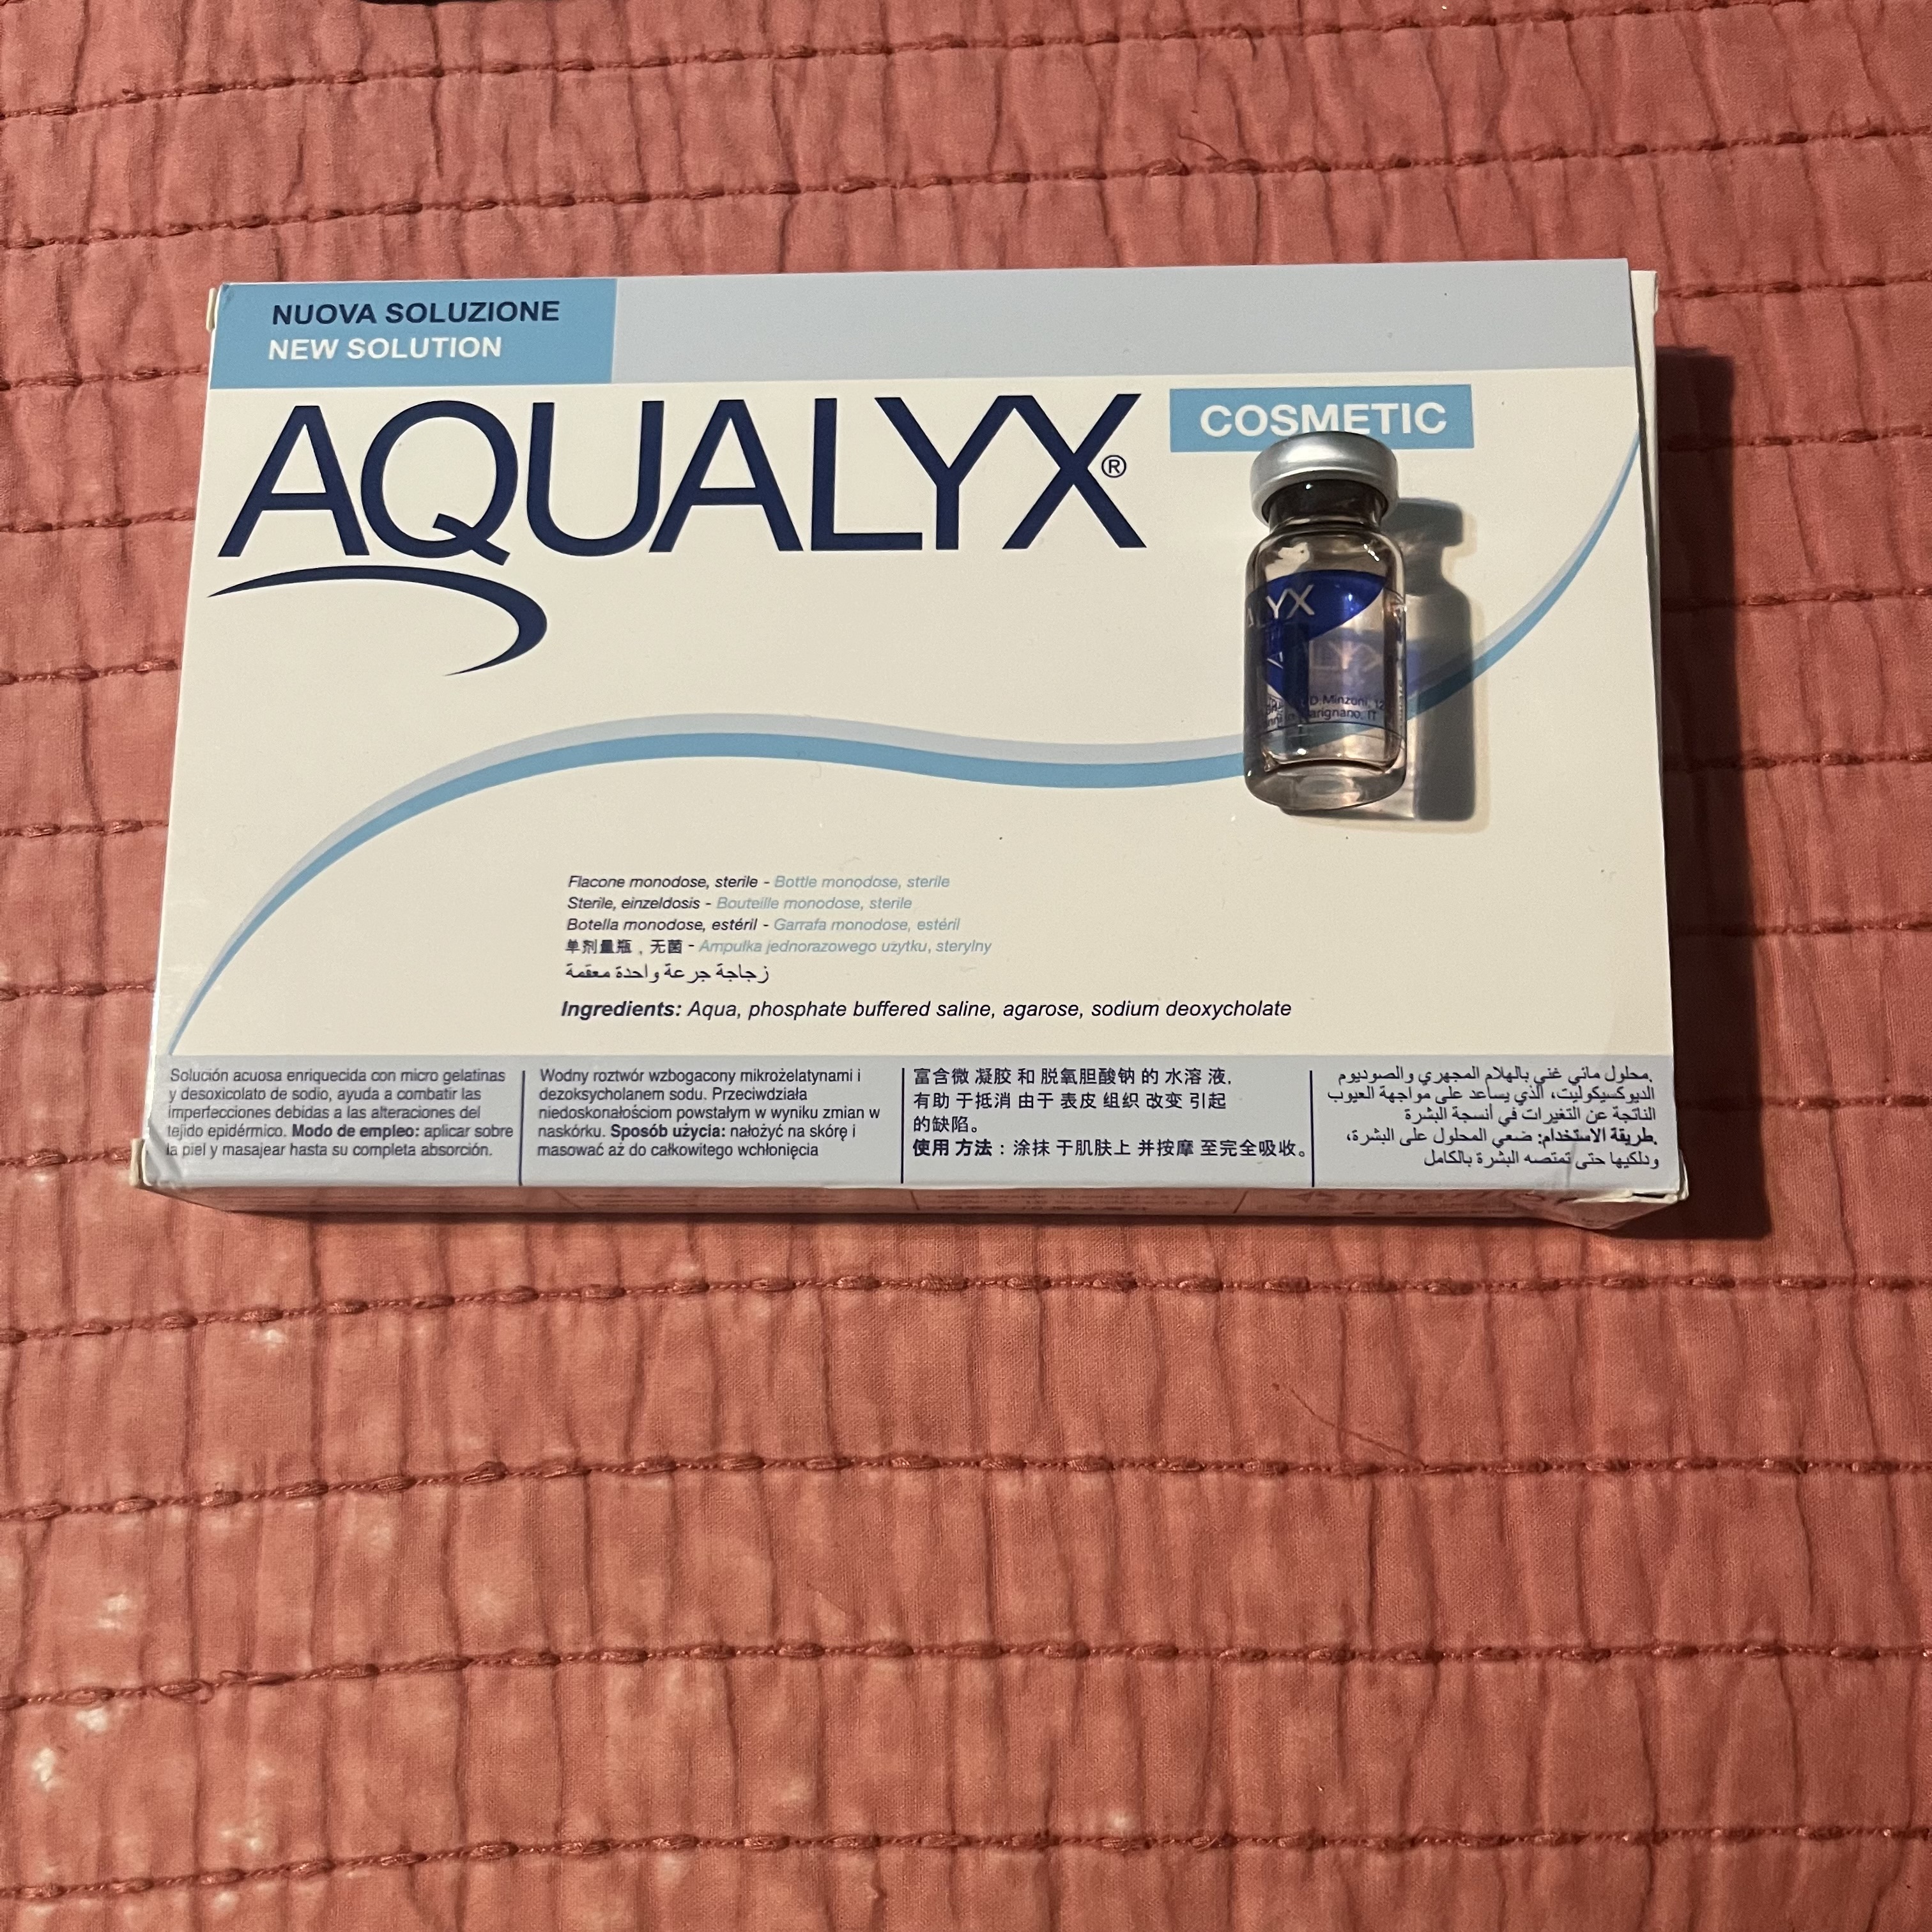 NUOVA SOLUZIONE
NEW SOLUTION
AQUALYX®
COSMETIC
LYX
D Minzoni, 12
arignano, IT
Flacone monodose, sterile - Bottle monodose, sterile
Sterile, einzeldosis - Bouteille monodose, sterile
Botella monodose, estéril - Garrafa monodose, estéril
单剂量瓶，无菌 - Ampułka jednorazowego użytku, sterylny
زجاجة جرعة واحدة معقمة
Ingredients: Aqua, phosphate buffered saline, agarose, sodium deoxycholate
Solución acuosa enriquecida con micro gelatinas
y desoxicolato de sodio, ayuda a combatir las
imperfecciones debidas a las alteraciones del
tejido epidérmico. Modo de empleo: aplicar sobre
la piel y masajear hasta su completa absorción.
Wodny roztwór wzbogacony mikrożelatynami i
dezoksycholanem sodu. Przeciwdziała
niedoskonałościom powstałym w wyniku zmian w
naskórku. Sposób użycia: nałożyć na skórę i
masować aż do całkowitego wchłonięcia
富含微 凝胶 和 脱氧胆酸钠 的 水溶 液,
有助 于抵消 由于 表皮 组织 改变 引起
的缺陷。
使用 方法：涂抹 于肌肤上 并按摩 至完全吸收。
محلول مائي غني بالهلام المجهري والصوديوم.
الديوكسيكوليت، الذي يساعد على مواجهة العيوب
الناتجة عن التغيرات في أنسجة البشرة
طريقة الاستخدام: ضعي المحلول على البشرة،.
ودلكيها حتى تمتصه البشرة بالكامل